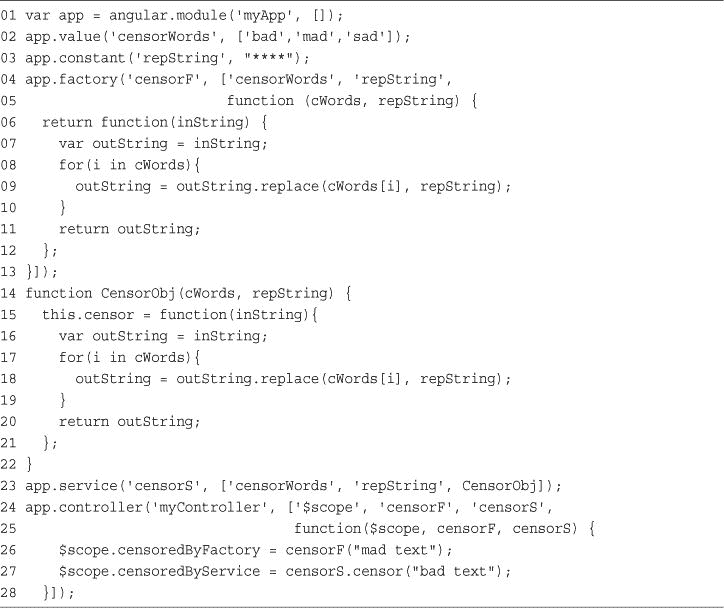 01 var app = angular.module('myApp', []);
02 app.value('censorWords', ['bad','mad','sad']);
03 app.constant('repString', "****");
04 app.factory('censorF', ['censorWords', 'repString',
05                         function (cWords, repString) {
06   return function(inString) {
07     var outString = inString;
08     for(i in cWords){
09       outString = outString.replace(cWords[i], repString);
10     }
11     return outString;
12   };
13 }]);
14 function CensorObj(cWords, repString) {
15   this.censor = function(inString){
16     var outString = inString;
17     for(i in cWords){
18       outString = outString.replace(cWords[i], repString);
19     }
20     return outString;
21   };
22 }
23 app.service('censorS', ['censorWords', 'repString', CensorObj]);
24 app.controller('myController', ['$scope', 'censorF', 'censorS',
25                                 function($scope, censorF, censorS) {
26     $scope.censoredByFactory = censorF("mad text");
27     $scope.censoredByService = censorS.censor("bad text");
28   }]);